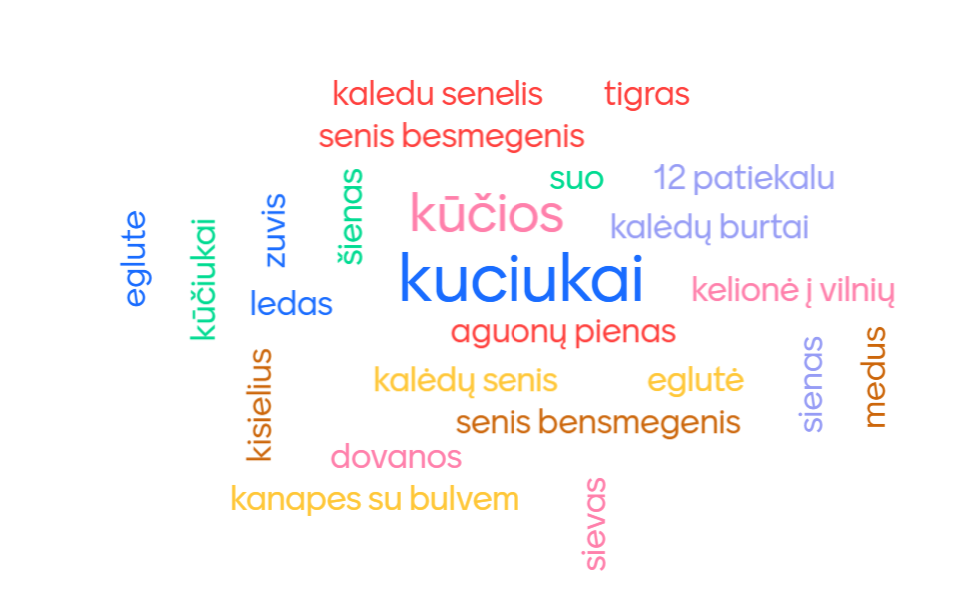 kaledu senelis
tigras
senis besmegenis
suo
12 patiekalu
šienas
kūčios
kalėdų burtai
zuvis
eglute
kūčiukai
kuciukai
kelionė į vilnių
ledas
aguonų pienas
sienas
medus
kisielius
kalėdų senis
eglutė
senis bensmegenis
dovanos
kanapes su bulvem
sievas